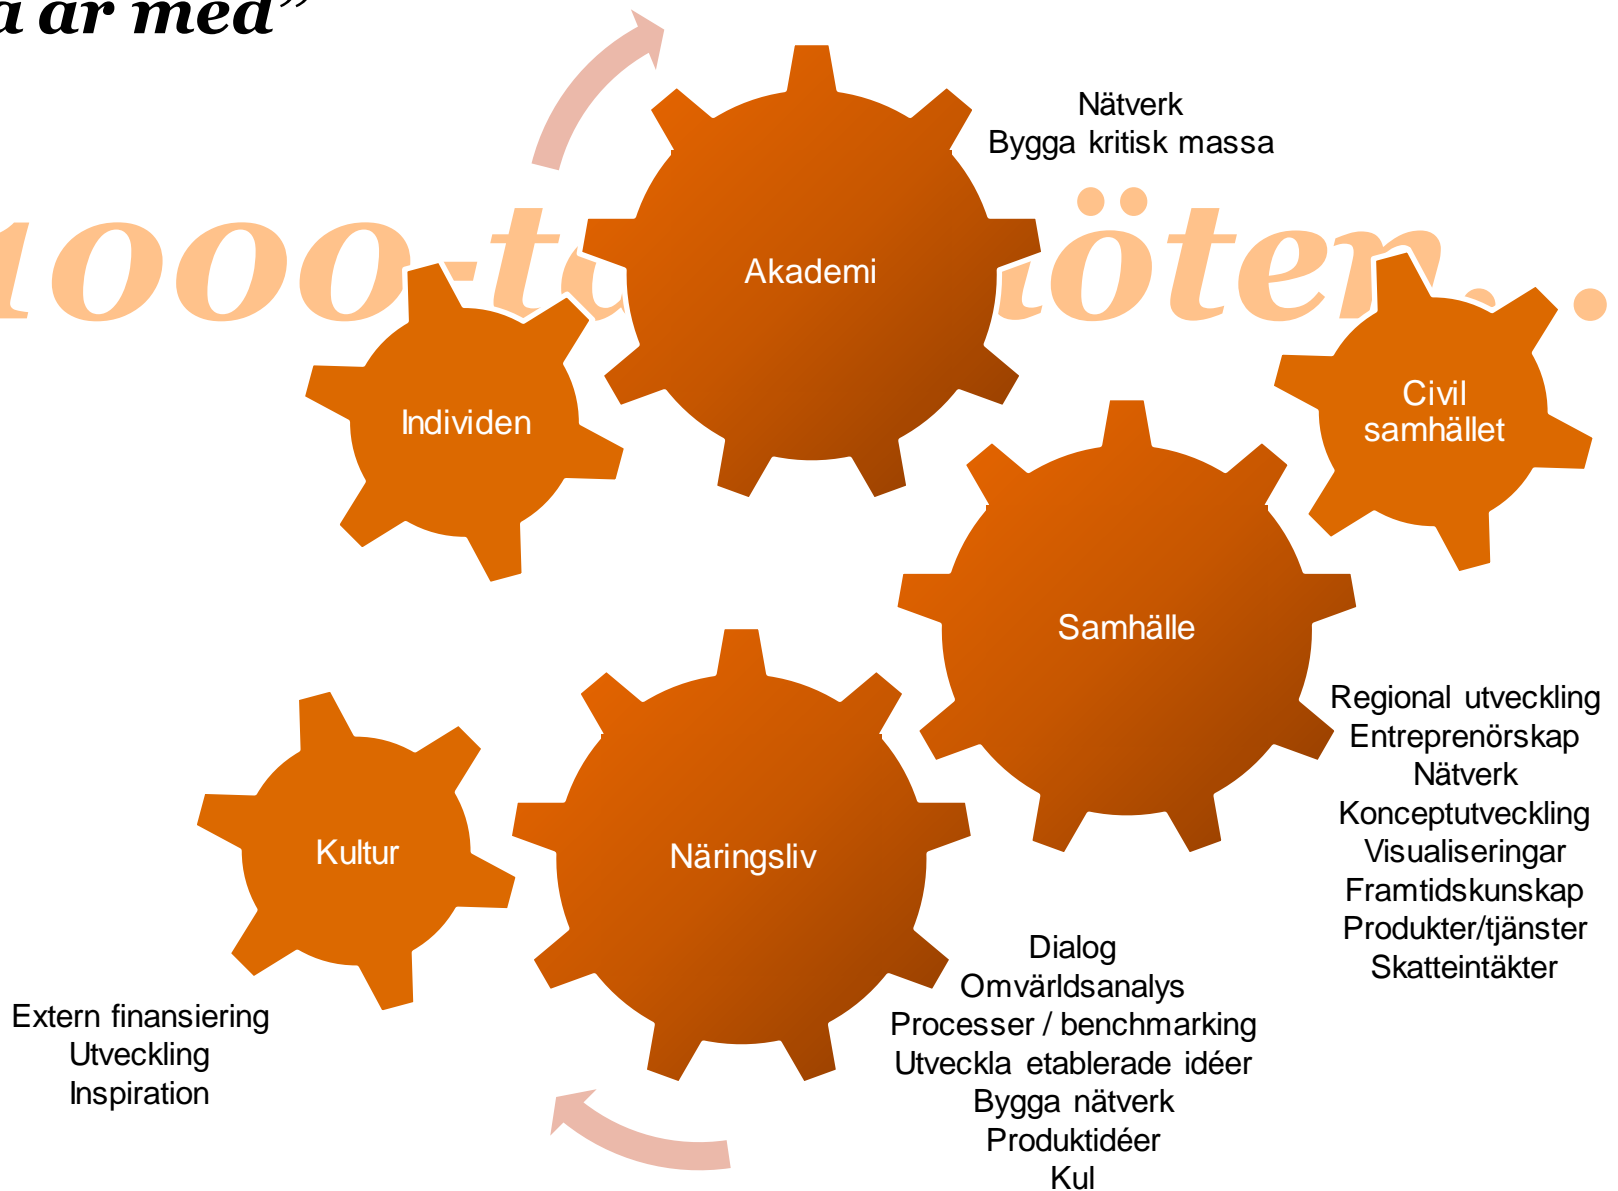 är med”
Nätverk
Bygga kritisk massa
1000-
Akademi
Individen
Civil
samhället
Samhälle
Regional utveckling
Entreprenörskap
Nätverk
Konceptutveckling
Visualiseringar
Framtidskunskap
Produkter/tjänster
Skatteintäkter
Kultur
Näringsliv
Dialog
Omvärldsanalys
Processer / benchmarking
Utveckla etablerade idéer
Bygga nätverk
Produktidéer
Kul
Extern finansiering
Utveckling
Inspiration